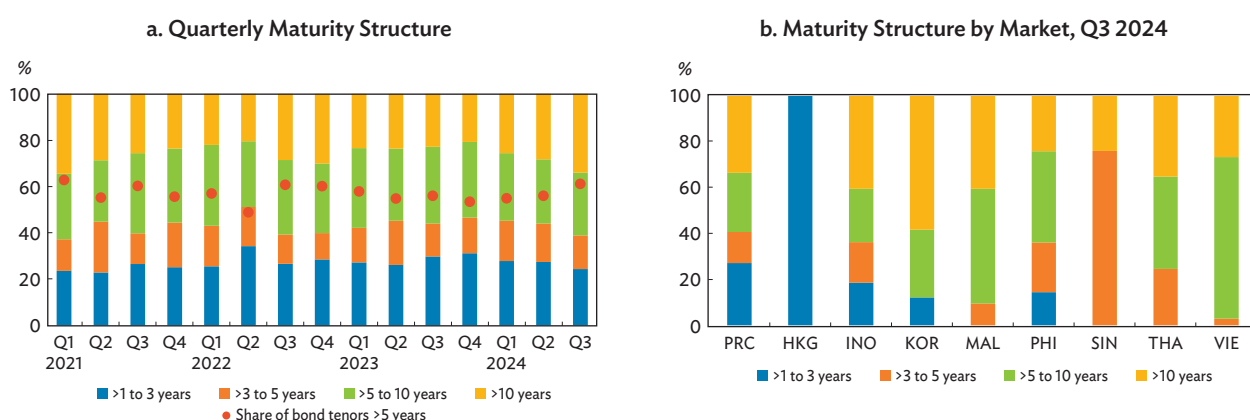 a. Quarterly Maturity Structure
%
100
80
60
40
20
0
Q1 Q2 Q3 Q4 Q1 Q2 Q3 Q4 Q1 Q2 Q3 Q4 Q1 Q2 Q3
2021 2022 2023 2024
>1 to 3 years >3 to 5 years >5 to 10 years >10 years
Share of bond tenors >5 years
b. Maturity Structure by Market, Q3 2024
%
100
80
60
40
20
0
PRC HKG INO KOR MAL PHI SIN THA VIE
>1 to 3 years >3 to 5 years >5 to 10 years >10 years